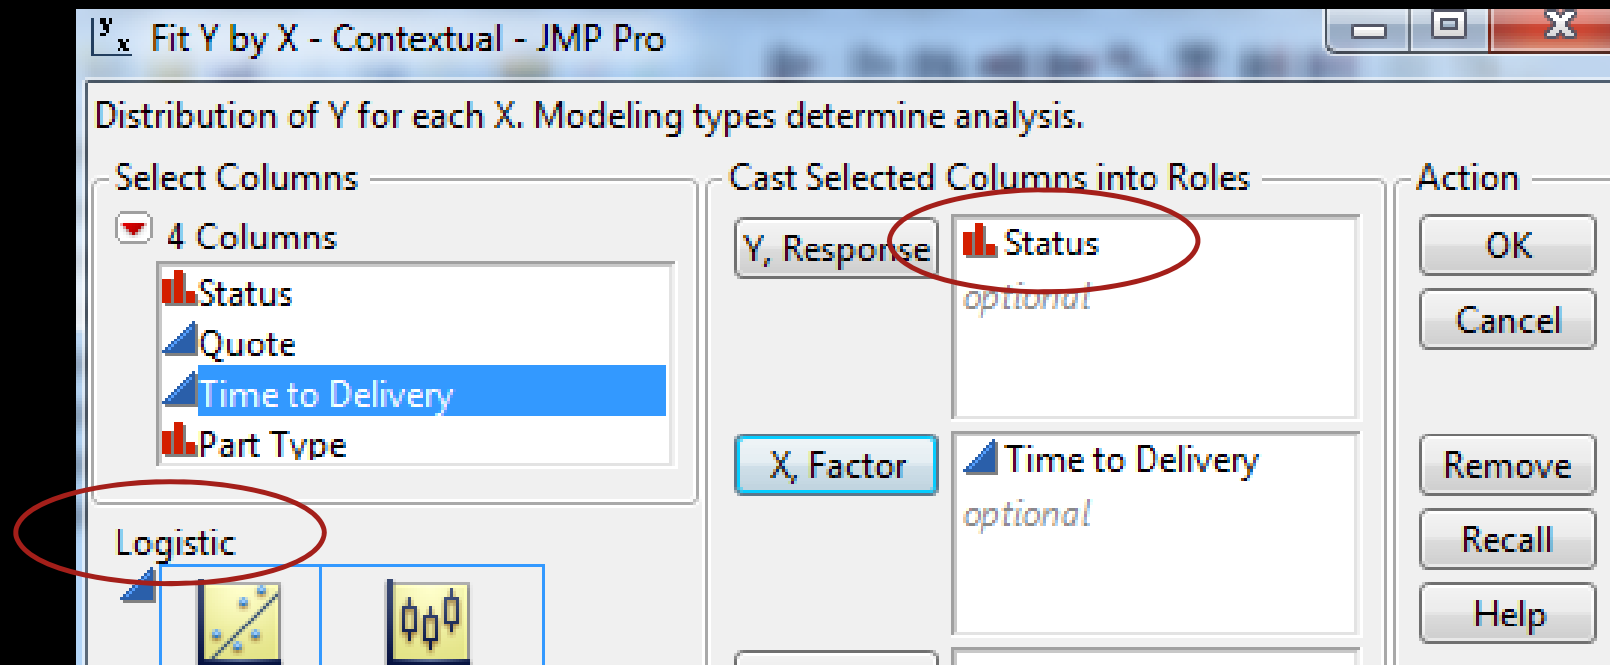 Fit Y by X - Contextual - JMP Pro
Distribution of Y for each X. Modeling types determine analysis.
Select Columns
4 Columns
Status
Quote
Time to Delivery
Part Type
Logistic
Cast Selected Columns into Roles
Y, Response
Status
optional
X, Factor
Time to Delivery
optional
Action
OK
Cancel
Remove
Recall
Help